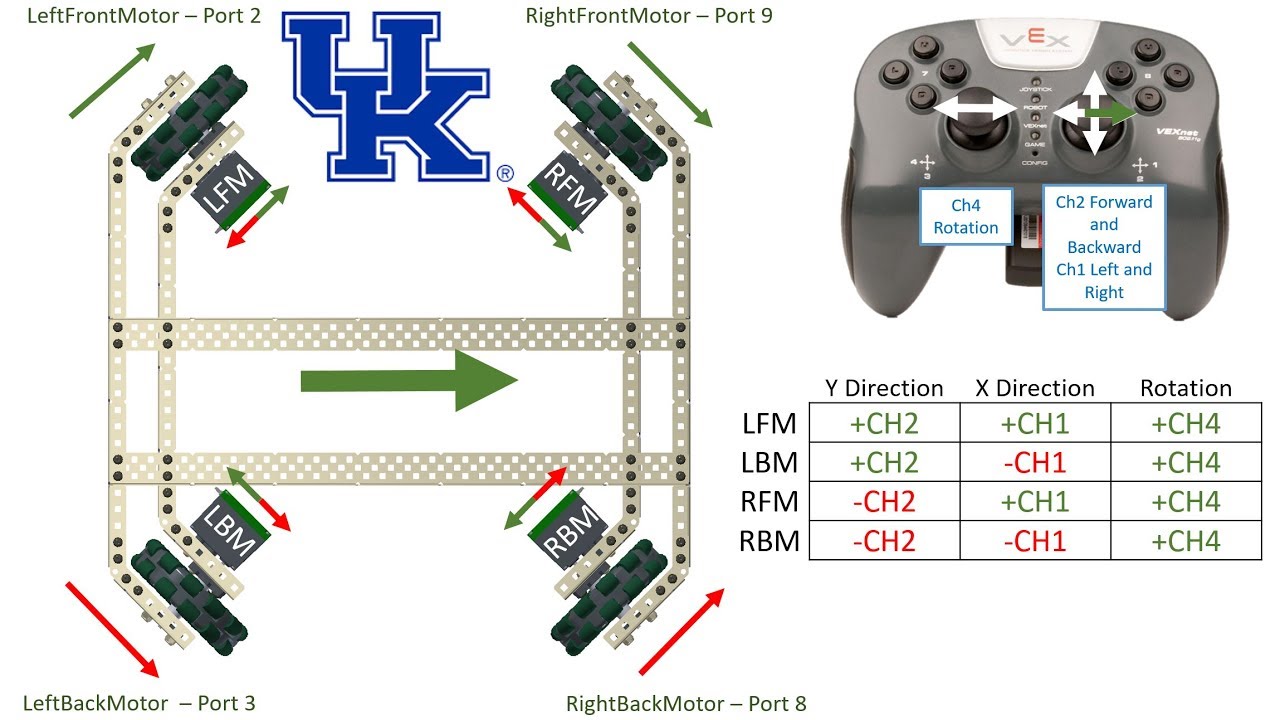 LeftFrontMotor – Port 2
RightFrontMotor – Port 9
UK®
LFM
RFM
LBM
RBM
LeftBackMotor – Port 3
RightBackMotor – Port 8
VEX
JOYSTICK
ROBOT
VEXnet
GAME
CONFIG
7
8
VEXnet
4
3
1
2
Ch4
Rotation
Ch2 Forward
and
Backward
Ch1 Left and
Right
Y Direction X Direction Rotation
LFM +CH2 +CH1 +CH4
LBM +CH2 -CH1 +CH4
RFM -CH2 +CH1 +CH4
RBM -CH2 -CH1 +CH4